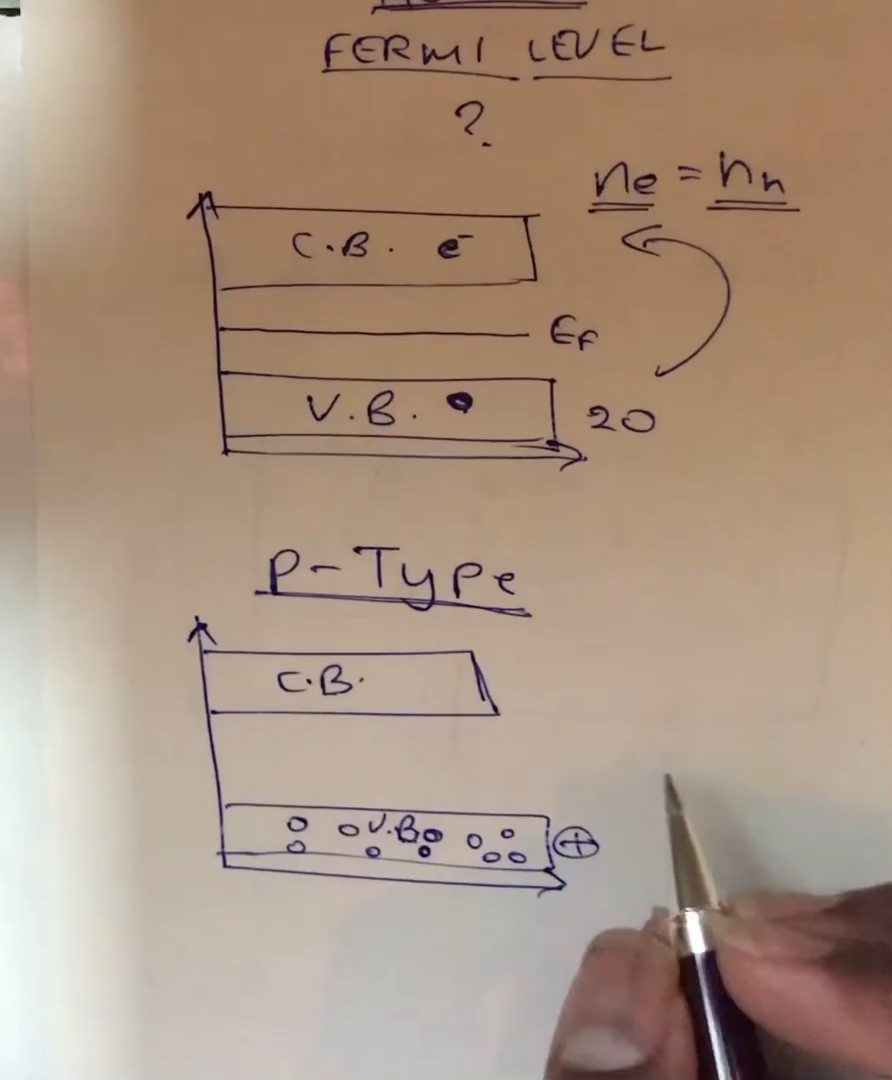 FERMI LEVEL
?
ne = nh
C.B. e-
EF
V.B.
20
P-Type
C.B.
V.B
+